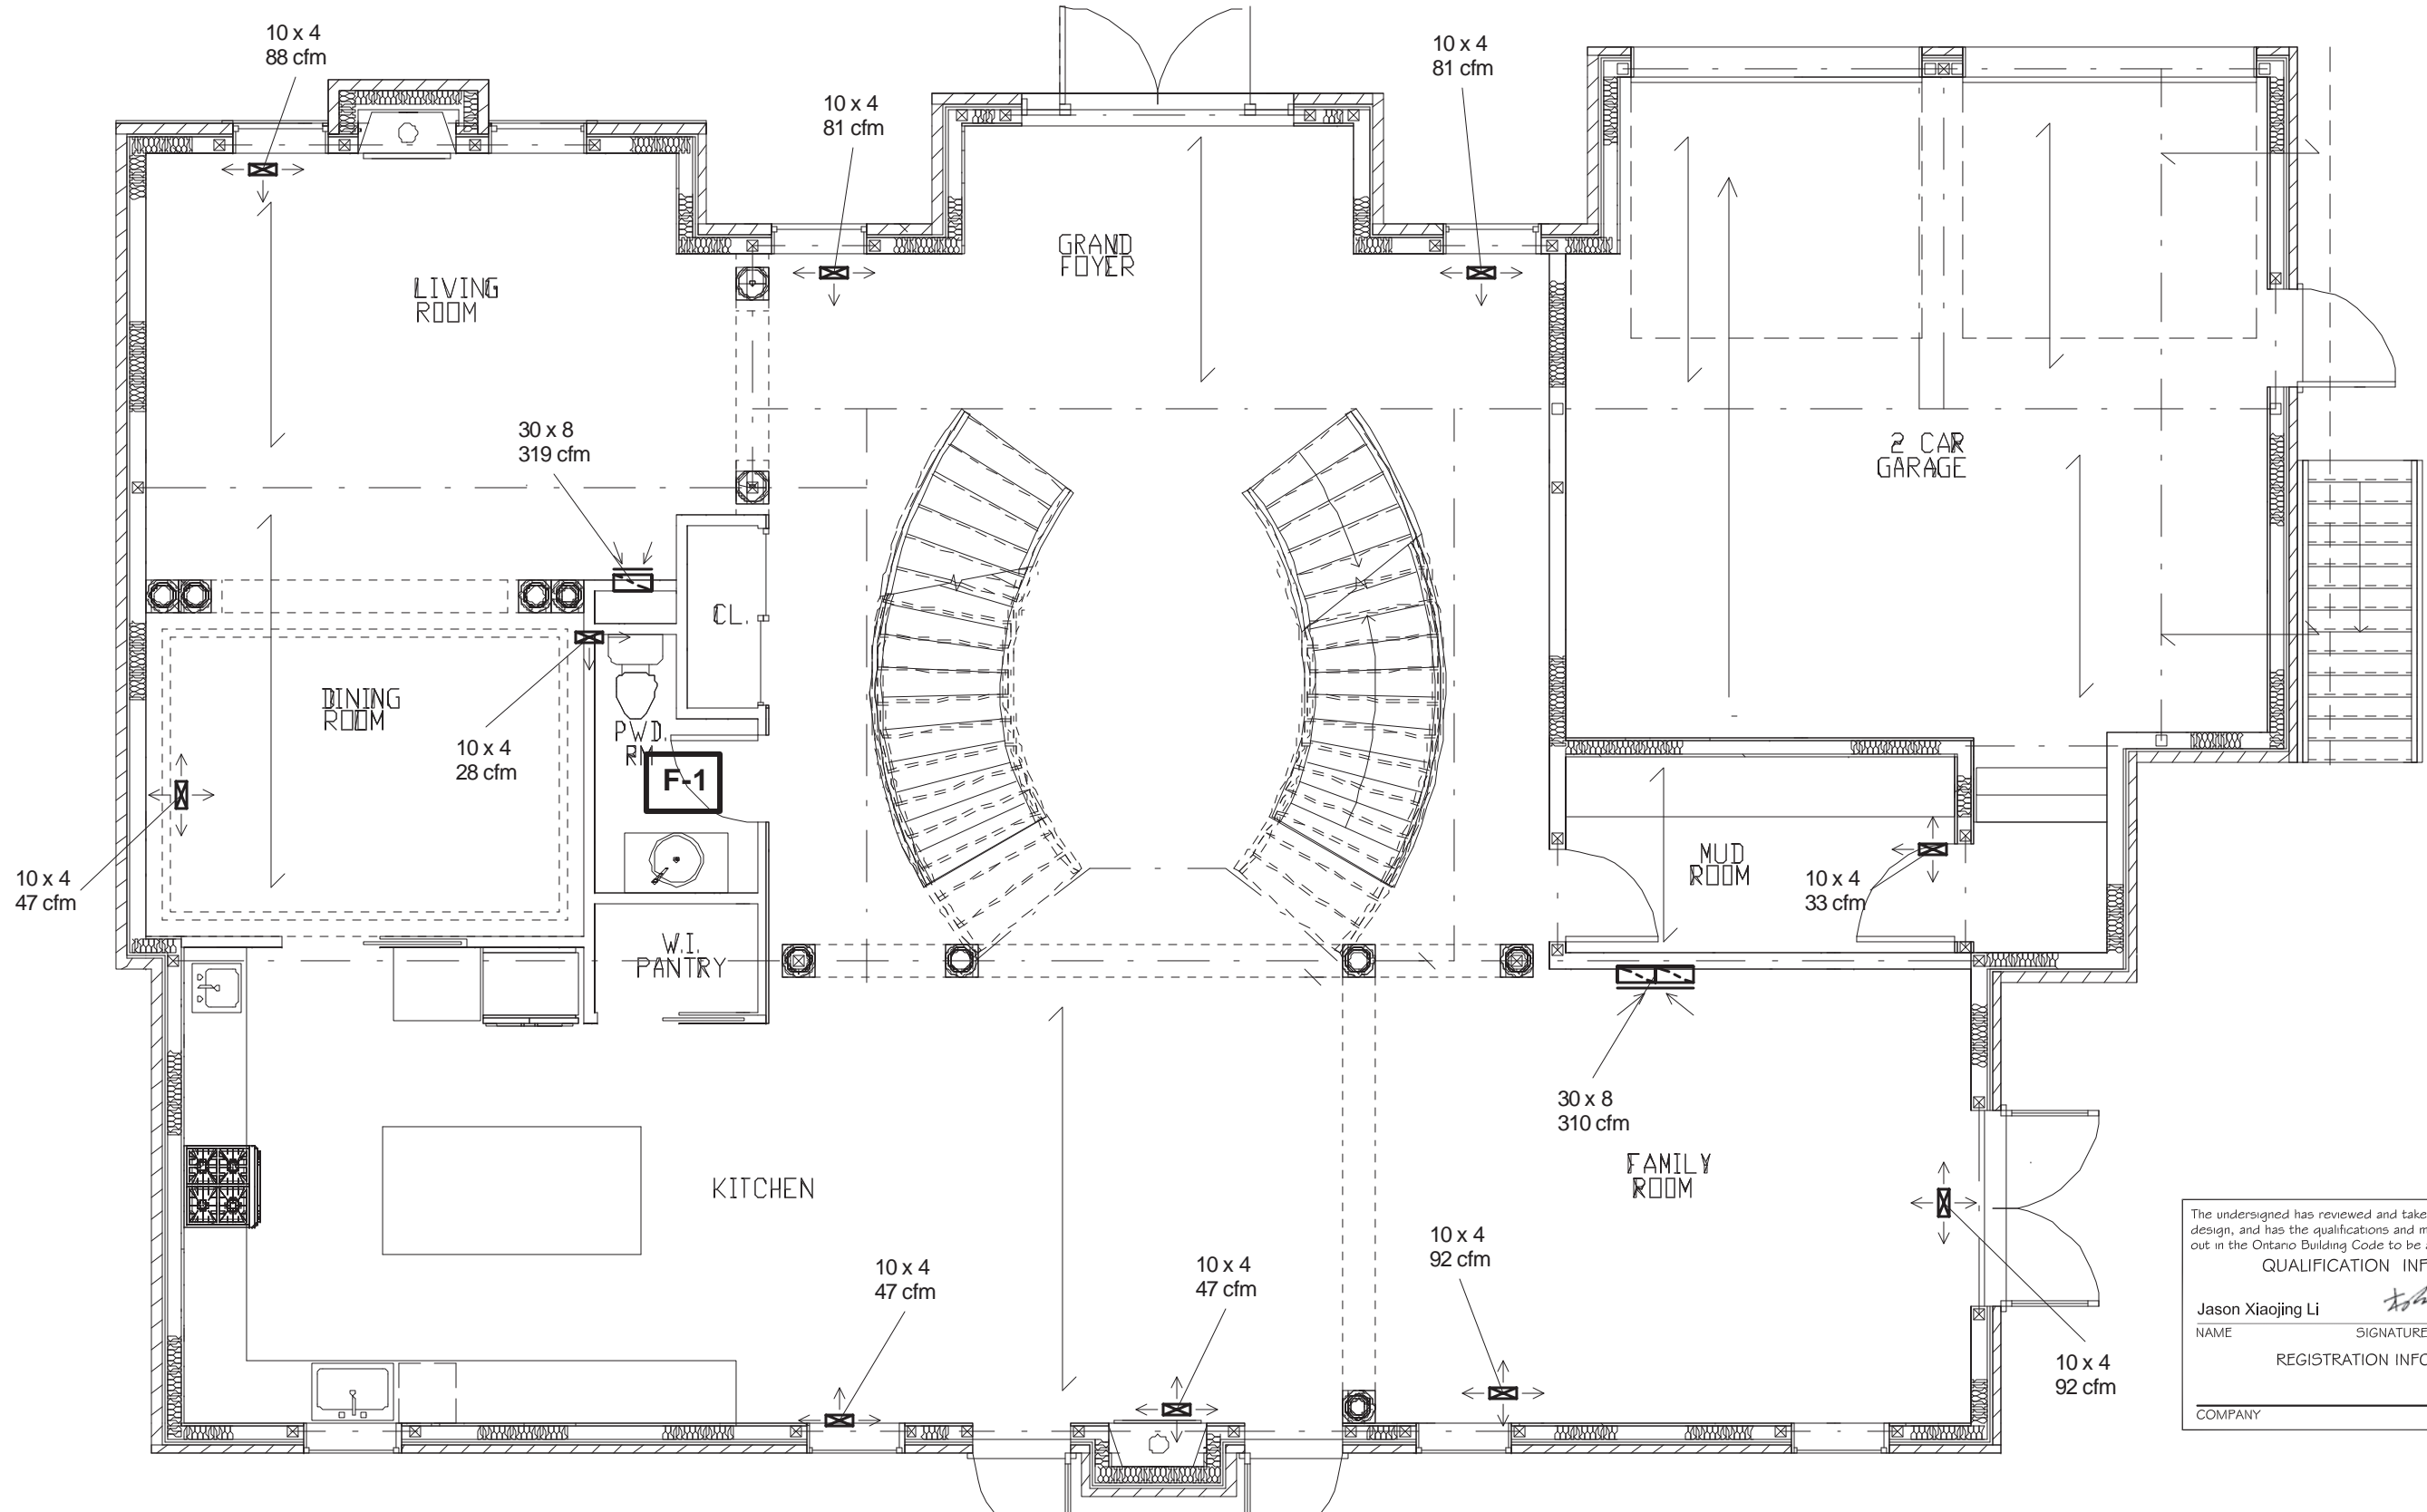 10 x 4
88 cfm
10 x 4
81 cfm
10 x 4
81 cfm
GRAND
FOYER
LIVING
ROOM
30 x 8
319 cfm
2 CAR
GARAGE
CL.
DINING
ROOM
PWD.
RM
10 x 4
28 cfm
F-1
10 x 4
47 cfm
MUD
ROOM
10 x 4
33 cfm
W.I.
PANTRY
30 x 8
310 cfm
KITCHEN
FAMILY
ROOM
10 x 4
47 cfm
10 x 4
47 cfm
10 x 4
92 cfm
10 x 4
92 cfm
The undersigned has reviewed and take
design, and has the qualifications and m
out in the Ontario Building Code to be
QUALIFICATION INF
Jason Xiaojing Li
NAME SIGNATURE
REGISTRATION INFO
COMPANY